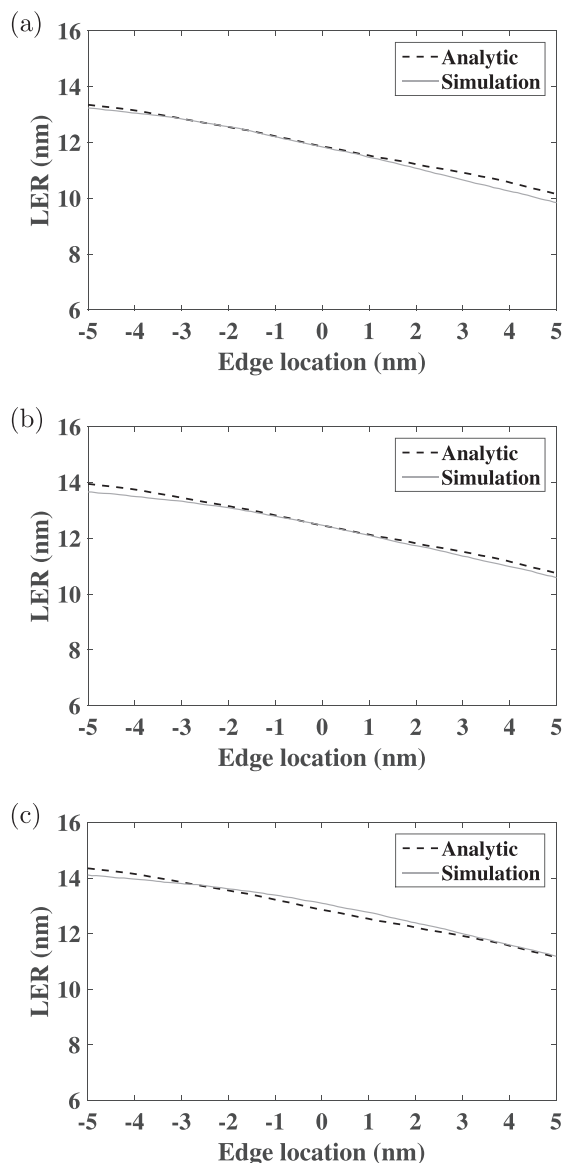 (a)
16
14
12
10
8
6
LER (nm)
Analytic
Simulation
-5 -4 -3 -2 -1 0 1 2 3 4 5
Edge location (nm)
(b)
16
14
12
10
8
6
LER (nm)
Analytic
Simulation
-5 -4 -3 -2 -1 0 1 2 3 4 5
Edge location (nm)
(c)
16
14
12
10
8
6
LER (nm)
Analytic
Simulation
-5 -4 -3 -2 -1 0 1 2 3 4 5
Edge location (nm)